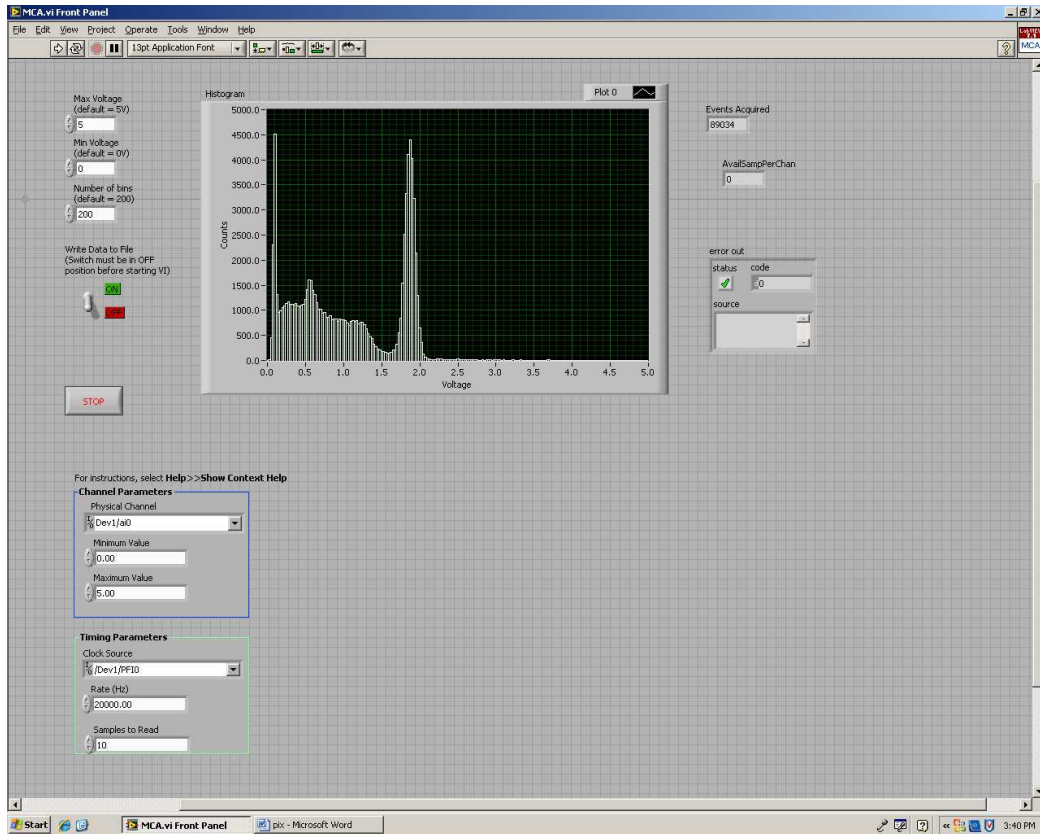 MCA.vi Front Panel
File Edit View Project Operate Tools Window Help
13pt Application Font
MCA
Max Voltage
(default = 5V)
5
Min Voltage
(default = 0V)
0
Number of bins
(default = 200)
200
Write Data to File
(Switch must be in OFF
position before starting VI)
ON
OFF
STOP
Histogram
Plot 0
Counts
5000.0
4500.0
4000.0
3500.0
3000.0
2500.0
2000.0
1500.0
1000.0
500.0
0.0
0.0 0.5 1.0 1.5 2.0 2.5 3.0 3.5 4.0 4.5 5.0
Voltage
Events Acquired
89034
AvailSampPerChan
0
error out
status code
0
source
For instructions, select Help>>Show Context Help
Channel Parameters
Physical Channel
Dev1/ai0
Minimum Value
0.00
Maximum Value
5.00
Timing Parameters
Clock Source
/Dev1/PFI0
Rate (Hz)
20000.00
Samples to Read
10
Start MCA.vi Front Panel pix - Microsoft Word 3:40 PM